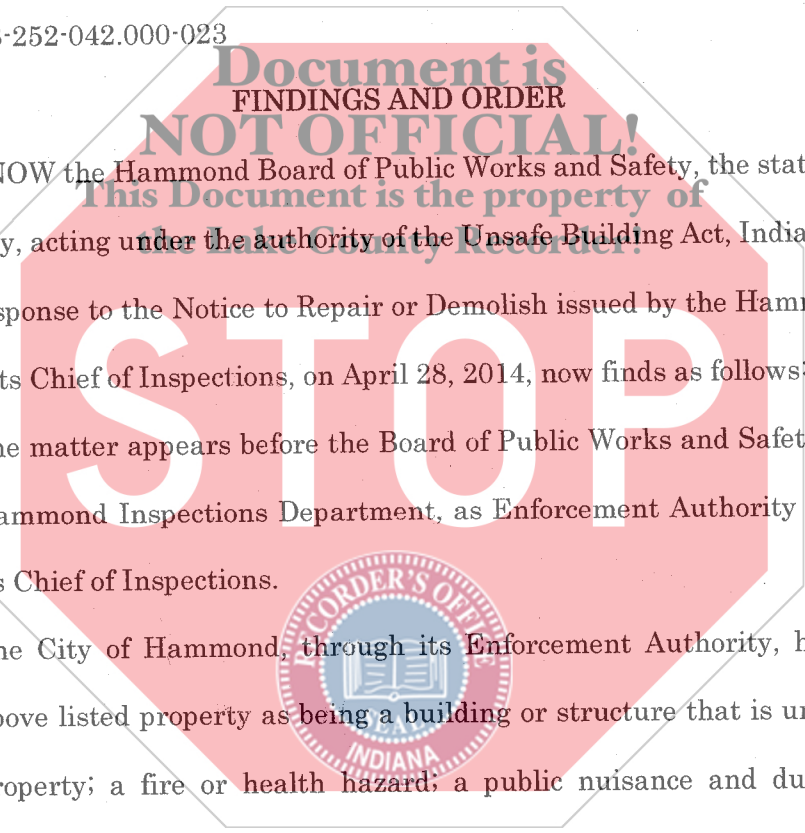 -252-042.000-023
Document is
FINDINGS AND ORDER
NOT OFFICIAL!
NOW the Hammond Board of Public Works and Safety, the stat
This Document is the property of
y, acting under the authority of the Unsafe Building Act, India
the Lake County Recorder!
sponse to the Notice to Repair or Demolish issued by the Hamm
ts Chief of Inspections, on April 28, 2014, now finds as follows:
STOP
he matter appears before the Board of Public Works and Safet
ammond Inspections Department, as Enforcement Authority
s Chief of Inspections.
RECORDER'S OFFICE
he City of Hammond, through its Enforcement Authority, h
bove listed property as being a building or structure that is un
SEAL
INDIANA
roperty; a fire or health hazard; a public nuisance and du